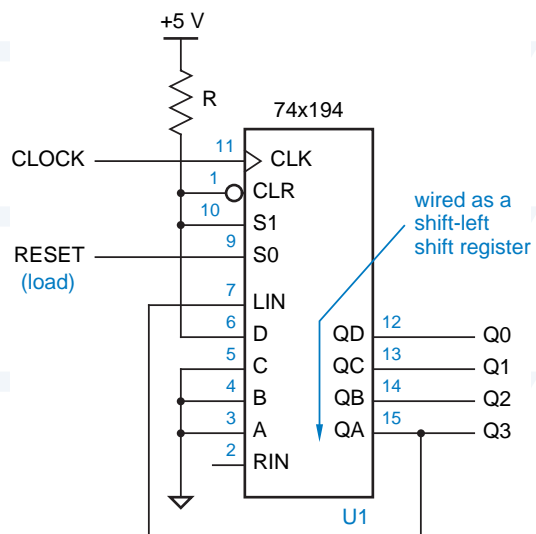 +5 V
R
74x194
CLOCK
11
CLK
1
CLR
10
S1
RESET
(load)
9
S0
wired as a
shift-left
shift register
7
LIN
6
D
QD
12
Q0
5
C
QC
13
Q1
4
B
QB
14
Q2
3
A
QA
15
Q3
2
RIN
U1